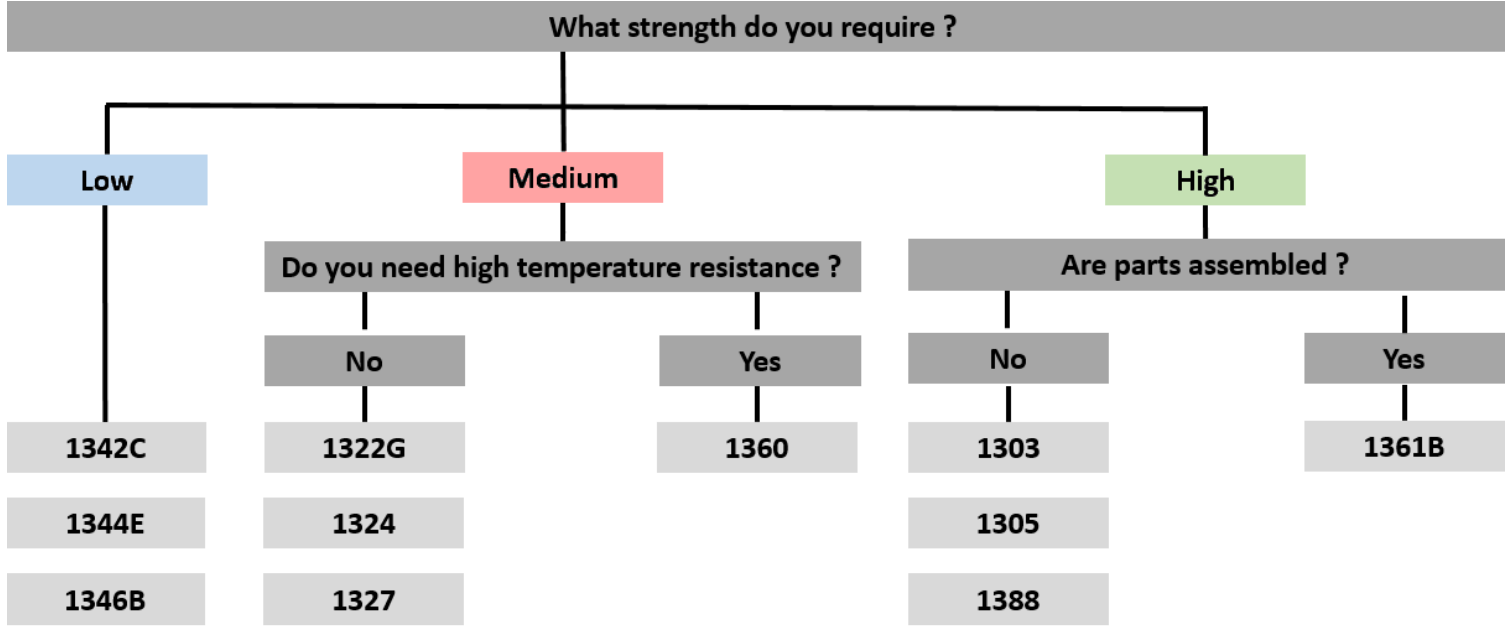 What strength do you require ?
Low
Medium
High
Do you need high temperature resistance ?
Are parts assembled ?
No
Yes
No
Yes
1342C
1322G
1360
1303
1361B
1344E
1324
1305
1346B
1327
1388